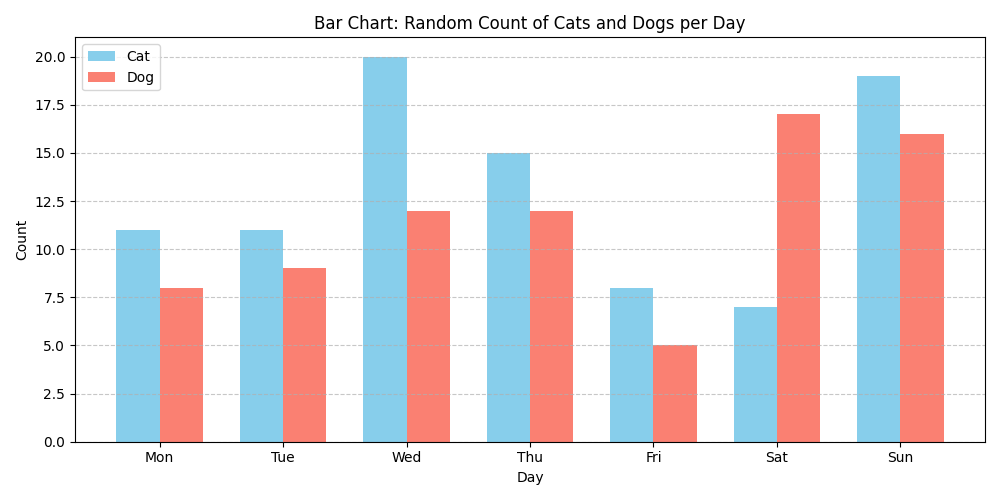 Bar Chart: Random Count of Cats and Dogs per Day
Cat
Dog
20.0
17.5
15.0
12.5
10.0
7.5
5.0
2.5
0.0
Count
Mon Tue Wed Thu Fri Sat Sun
Day